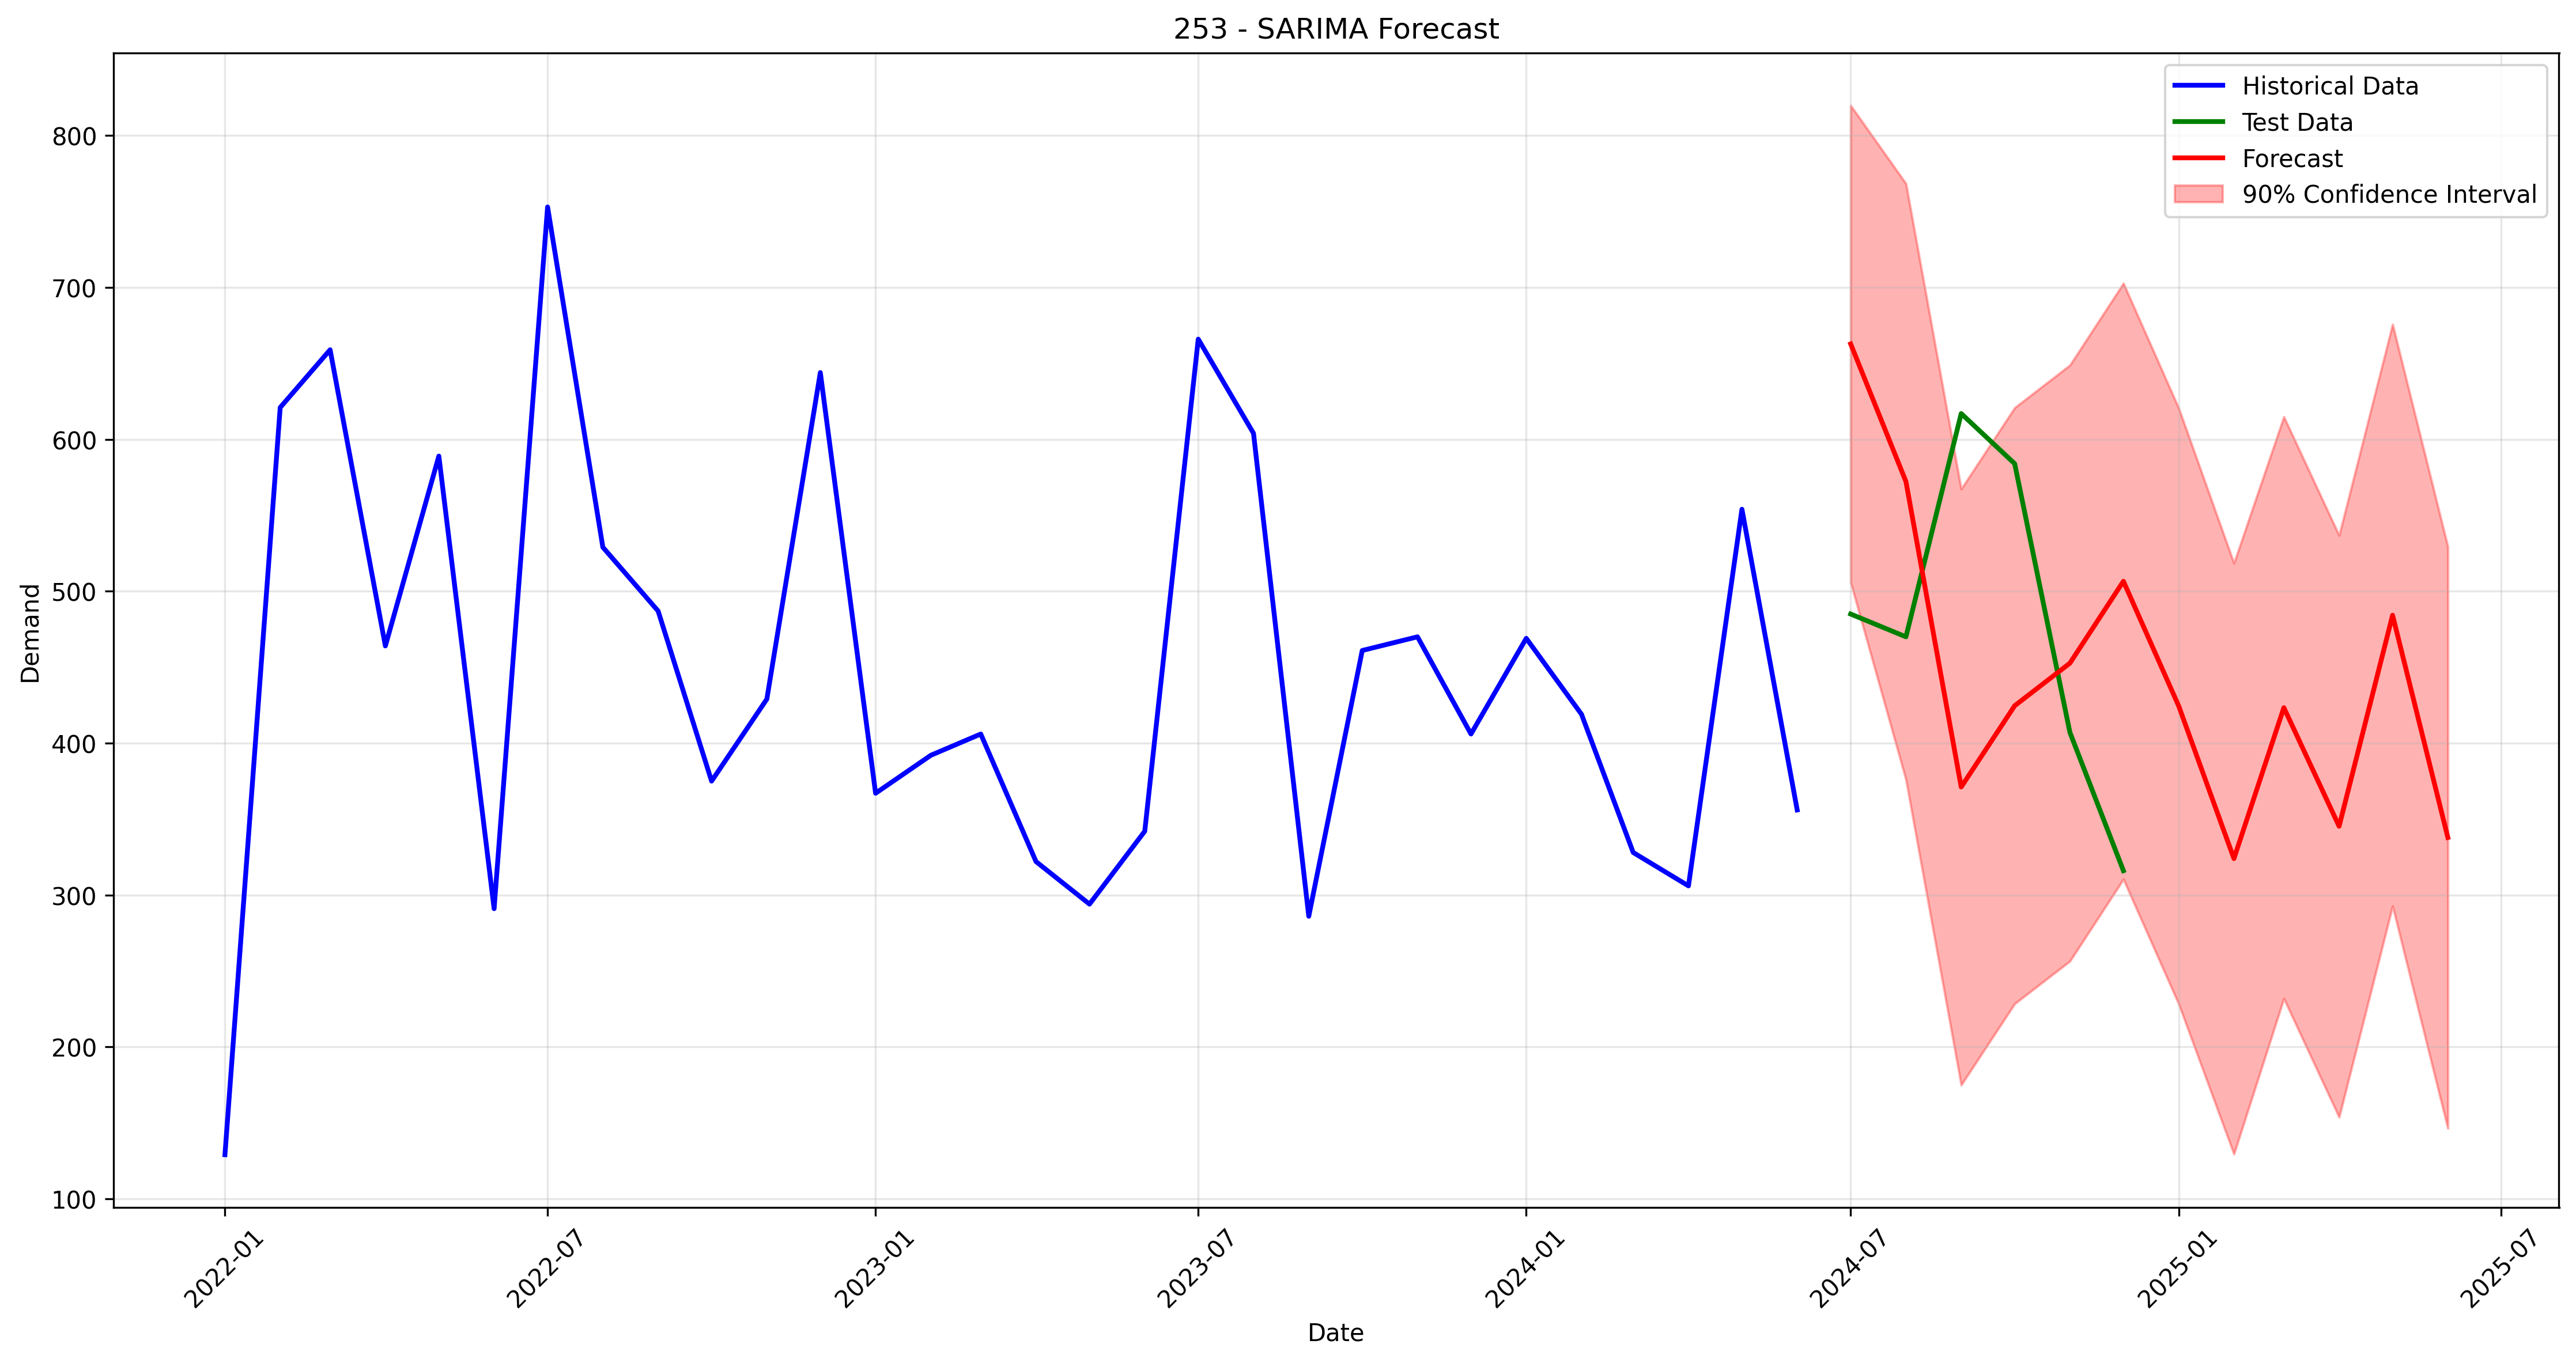 253 - SARIMA Forecast
Historical Data
Test Data
Forecast
90% Confidence Interval
Demand
800
700
600
500
400
300
200
100
2022-01
2022-07
2023-01
2023-07
2024-01
2024-07
2025-01
2025-07
Date